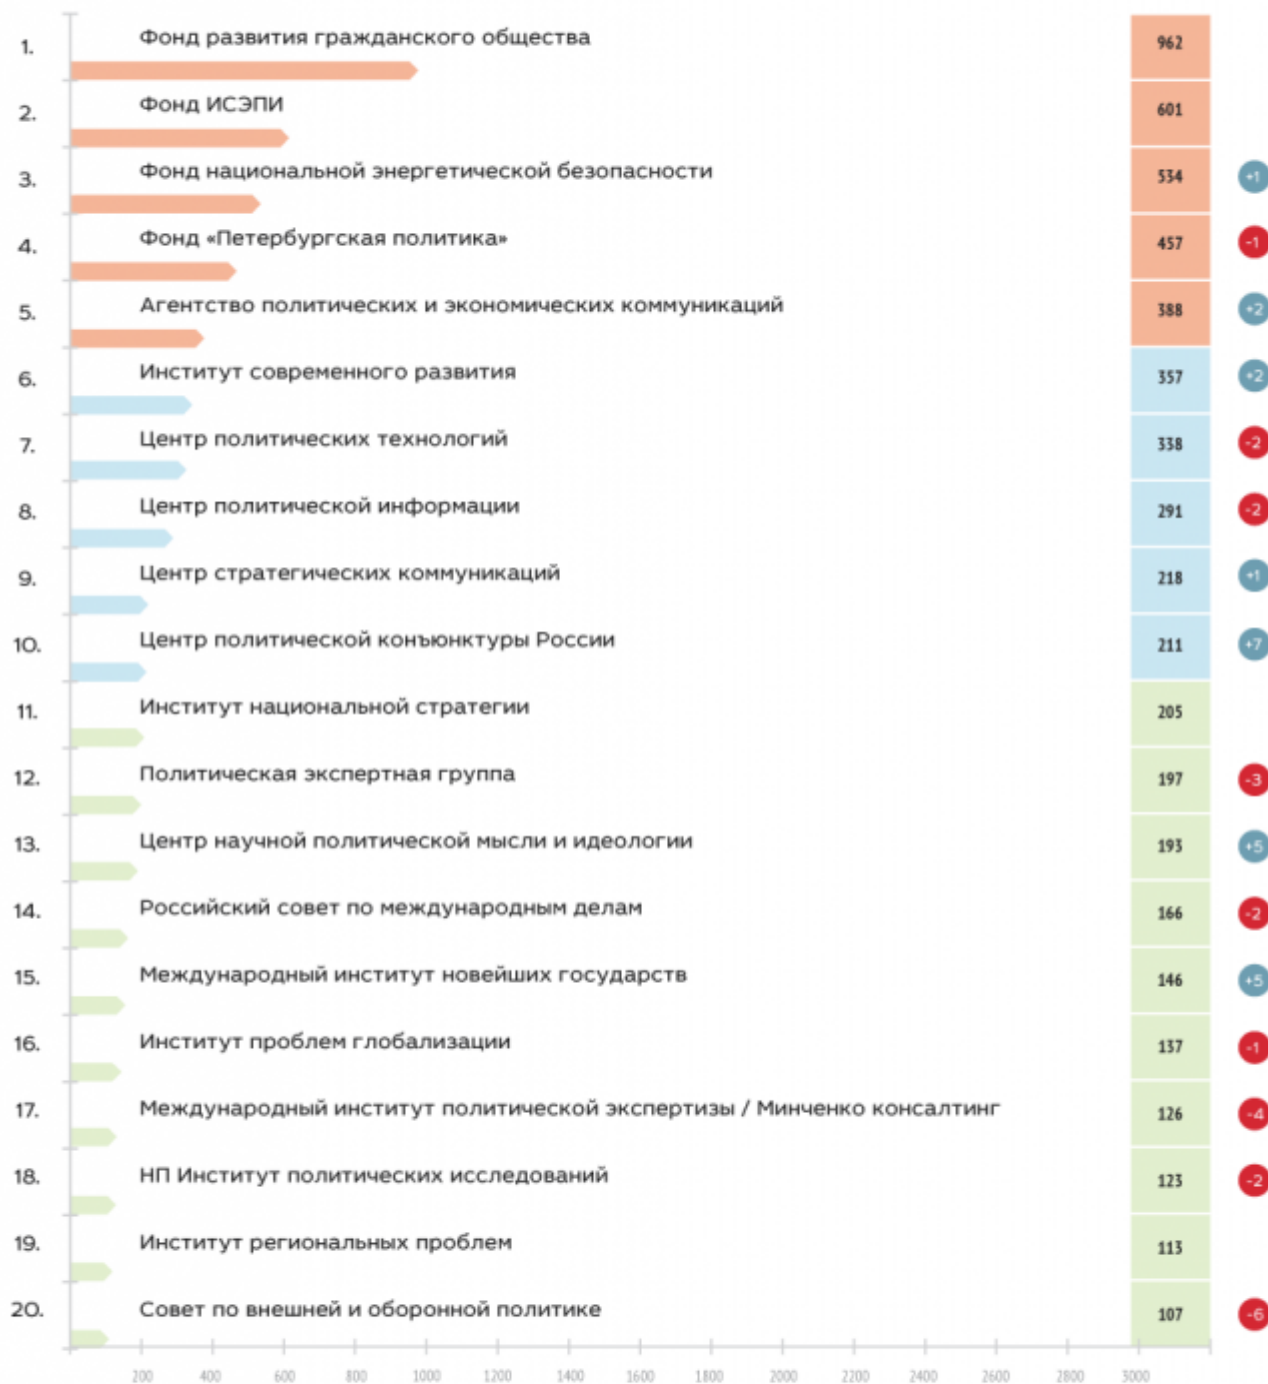 1. Фонд развития гражданского общества 962
2. Фонд ИСЭПИ 601
3. Фонд национальной энергетической безопасности 534 +1
4. Фонд «Петербургская политика» 457 -1
5. Агентство политических и экономических коммуникаций 388 +2
6. Институт современного развития 357 +2
7. Центр политических технологий 338 -2
8. Центр политической информации 291 -2
9. Центр стратегических коммуникаций 218 +1
10. Центр политической конъюнктуры России 211 +7
11. Институт национальной стратегии 205
12. Политическая экспертная группа 197 -3
13. Центр научной политической мысли и идеологии 193 +5
14. Российский совет по международным делам 166 -2
15. Международный институт новейших государств 146 +5
16. Институт проблем глобализации 137 -1
17. Международный институт политической экспертизы / Минченко консалтинг 126 -4
18. НП Институт политических исследований 123 -2
19. Институт региональных проблем 113
20. Совет по внешней и оборонной политике 107 -6
200 400 600 800 1000 1200 1400 1600 1800 2000 2200 2400 2600 2800 3000